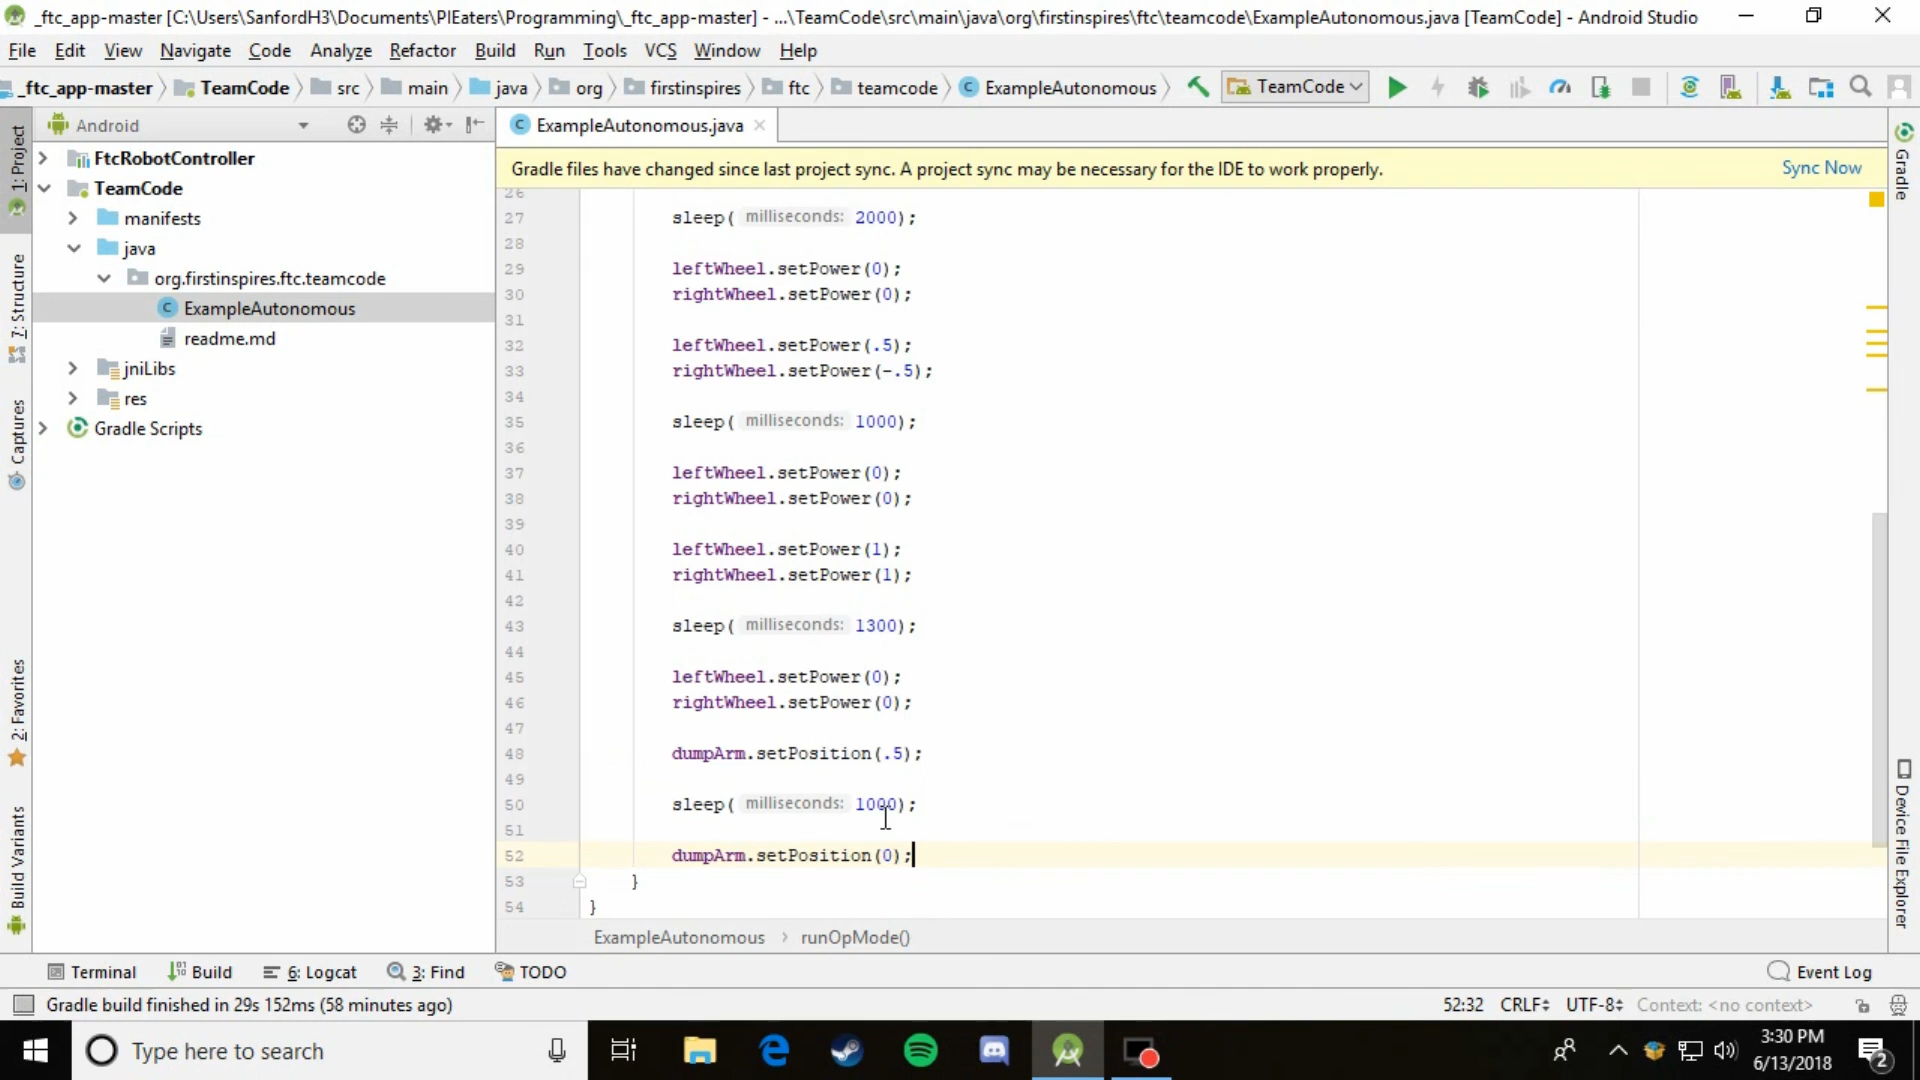 _ftc_app-master [C:\Users\SanfordH3\Documents\PIEaters\Programming\_ftc_app-master] - ...\TeamCode\src\main\java\org\firstinspires\ftc\teamcode\ExampleAutonomous.java [TeamCode] - Android Studio
File Edit View Navigate Code Analyze Refactor Build Run Tools VCS Window Help
_ftc_app-master TeamCode src main java org firstinspires ftc teamcode ExampleAutonomous TeamCode
Android
ExampleAutonomous.java
1: Project
7: Structure
Captures
2: Favorites
Build Variants
FtcRobotController
TeamCode
manifests
java
org.firstinspires.ftc.teamcode
ExampleAutonomous
readme.md
jniLibs
res
Gradle Scripts
Gradle files have changed since last project sync. A project sync may be necessary for the IDE to work properly. Sync Now
26
27 sleep( milliseconds: 2000);
28
29 leftWheel.setPower(0);
30 rightWheel.setPower(0);
31
32 leftWheel.setPower(.5);
33 rightWheel.setPower(-.5);
34
35 sleep( milliseconds: 1000);
36
37 leftWheel.setPower(0);
38 rightWheel.setPower(0);
39
40 leftWheel.setPower(1);
41 rightWheel.setPower(1);
42
43 sleep( milliseconds: 1300);
44
45 leftWheel.setPower(0);
46 rightWheel.setPower(0);
47
48 dumpArm.setPosition(.5);
49
50 sleep( milliseconds: 1000);
51
52 dumpArm.setPosition(0);
53 }
54 }
ExampleAutonomous › runOpMode()
Gradle
Device File Explorer
Terminal Build 6: Logcat 3: Find TODO Event Log
Gradle build finished in 29s 152ms (58 minutes ago) 52:32 CRLF UTF-8 Context: <no context>
Type here to search
3:30 PM
6/13/2018
2